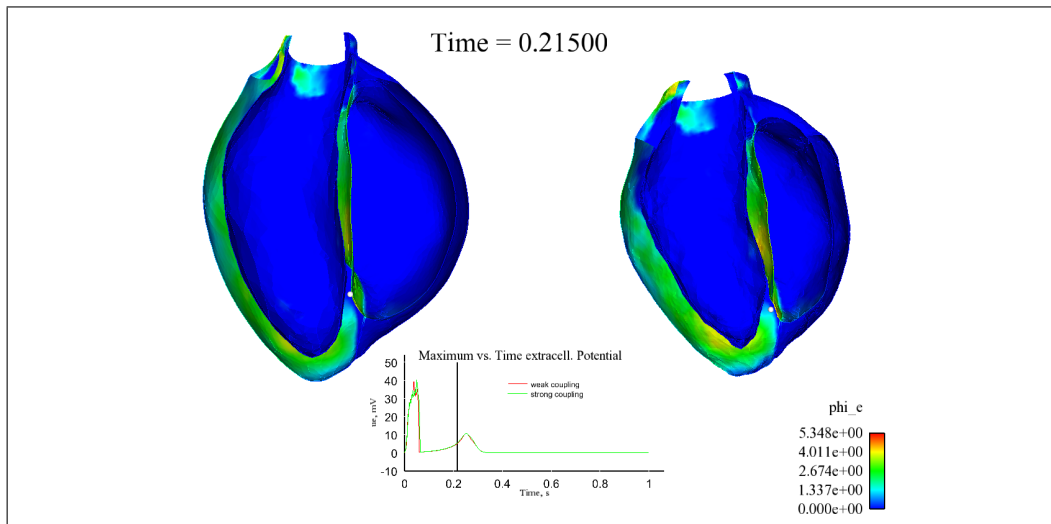 Time = 0.21500
Maximum vs. Time extracell. Potential
50
40
30
20
10
0
-10
ue, mV
weak coupling
strong coupling
0
0.2
0.4
0.6
0.8
1
Time, s
phi_e
5.348e+00
4.011e+00
2.674e+00
1.337e+00
0.000e+00